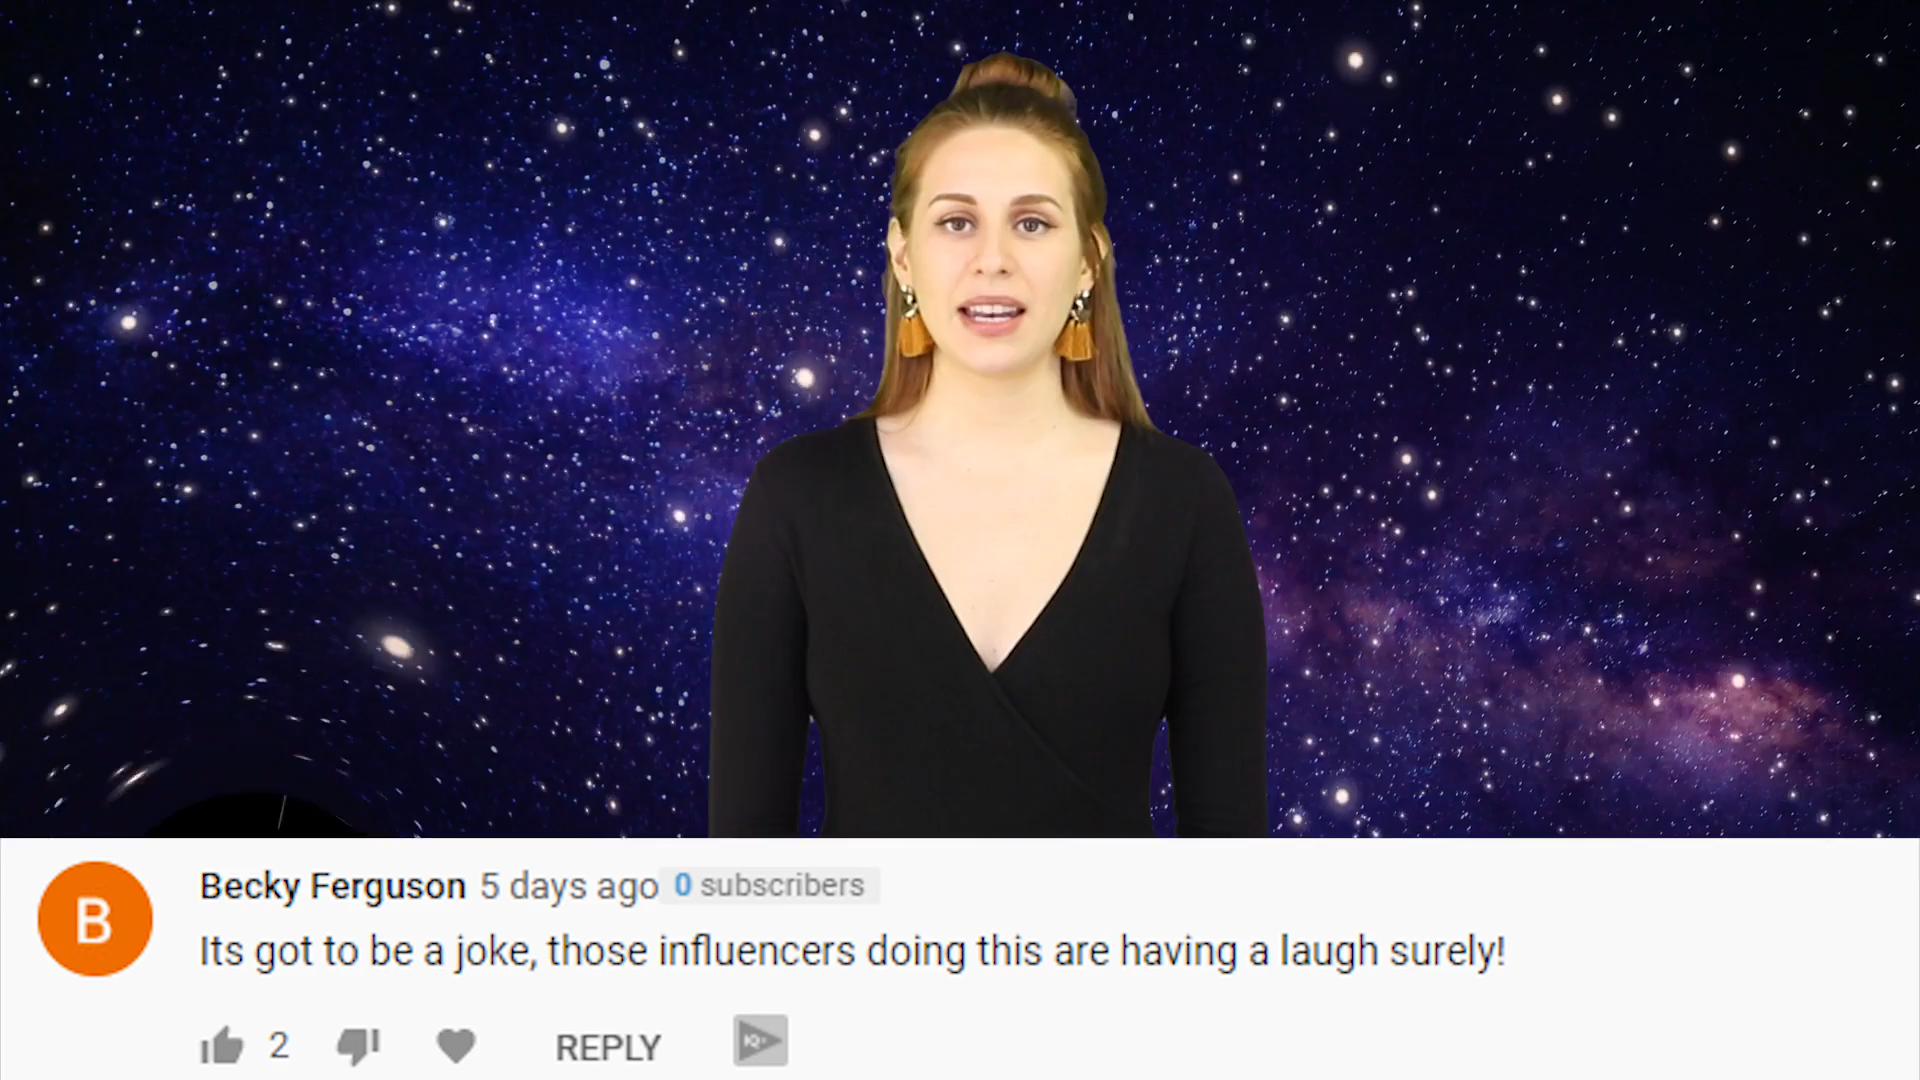 B
Becky Ferguson 5 days ago 0 subscribers
Its got to be a joke, those influencers doing this are having a laugh surely!
2 REPLY IQ